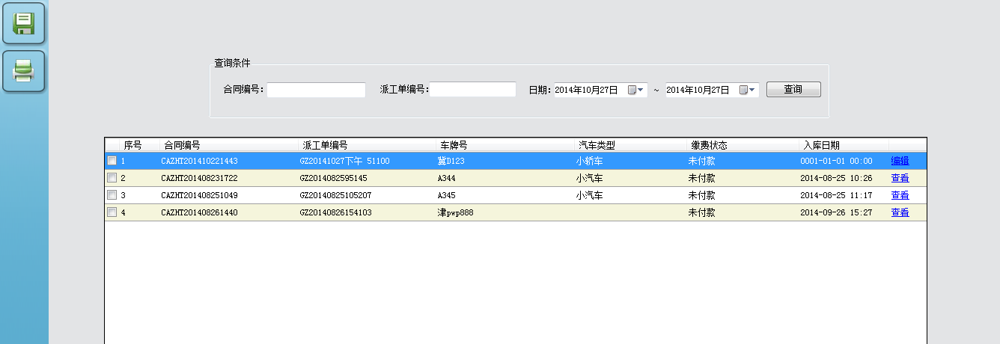 查询条件
合同编号: 派工单编号: 日期: 2014年10月27日 ~ 2014年10月27日 查询
序号 合同编号 派工单编号 车牌号 汽车类型 缴费状态 入库日期
1 CAZHT201410221443 GZ20141027下午 51100 冀D123 小轿车 未付款 0001-01-01 00:00 编辑
2 CAZHT201408231722 GZ2014082595145 A344 小汽车 未付款 2014-08-25 10:26 查看
3 CAZHT201408251049 GZ20140825105207 A345 小汽车 未付款 2014-08-25 11:17 查看
4 CAZHT201408261440 GZ20140826154103 津pwp888 未付款 2014-09-26 15:27 查看